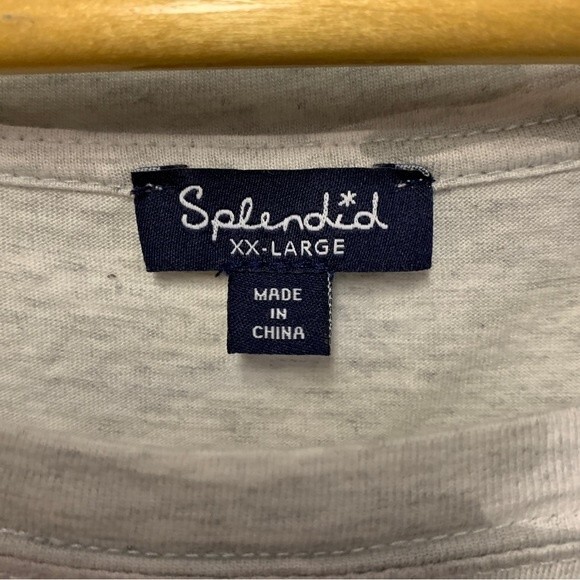 Splendid
XX-LARGE
MADE
IN
CHINA